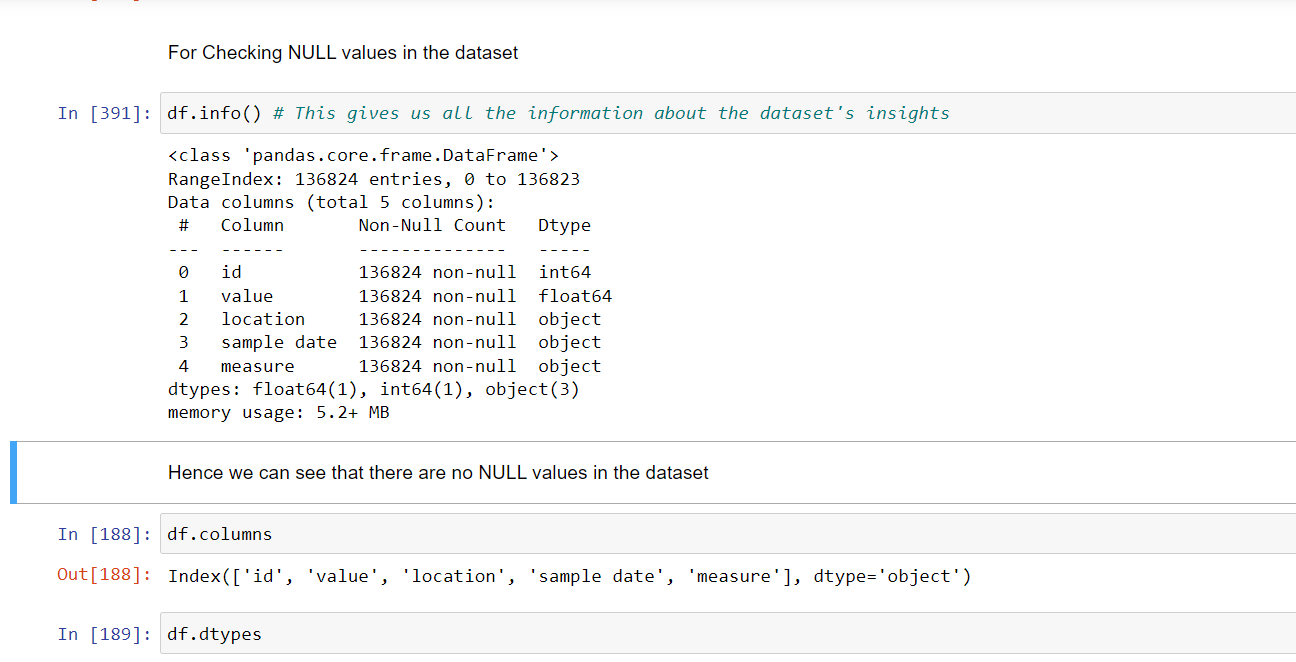 For Checking NULL values in the dataset
In [391]: df.info() # This gives us all the information about the dataset's insights
<class 'pandas.core.frame.DataFrame'>
RangeIndex: 136824 entries, 0 to 136823
Data columns (total 5 columns):
 #   Column       Non-Null Count   Dtype
---  ------       --------------   -----
 0   id           136824 non-null  int64
 1   value        136824 non-null  float64
 2   location     136824 non-null  object
 3   sample date  136824 non-null  object
 4   measure      136824 non-null  object
dtypes: float64(1), int64(1), object(3)
memory usage: 5.2+ MB
Hence we can see that there are no NULL values in the dataset
In [188]: df.columns
Out[188]: Index(['id', 'value', 'location', 'sample date', 'measure'], dtype='object')
In [189]: df.dtypes